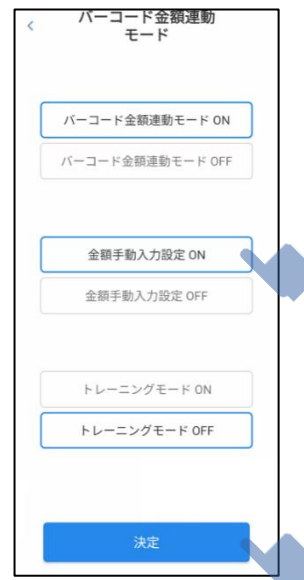 バーコード金額連動
モード
バーコード金額連動モード ON
バーコード金額連動モード OFF
金額手動入力設定 ON
金額手動入力設定 OFF
トレーニングモード ON
トレーニングモード OFF
決定